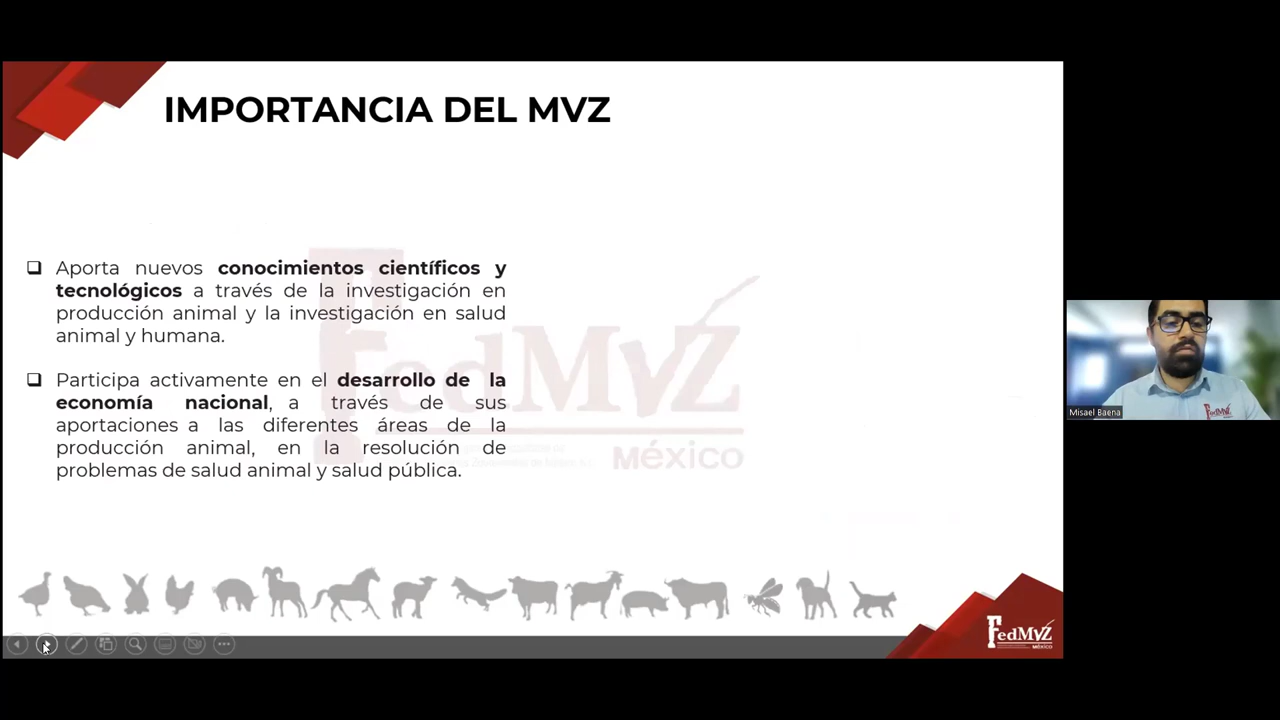 IMPORTANCIA DEL MVZ
Aporta nuevos conocimientos científicos y
tecnológicos a través de la investigación en
producción animal y la investigación en salud
animal y humana.
Participa activamente en el desarrollo de la
economía nacional, a través de sus
aportaciones a las diferentes áreas de la
producción animal, en la resolución de
problemas de salud animal y salud pública.
FedMVZ
México
Misael Baena
FedMVZ
FedMVZ
México